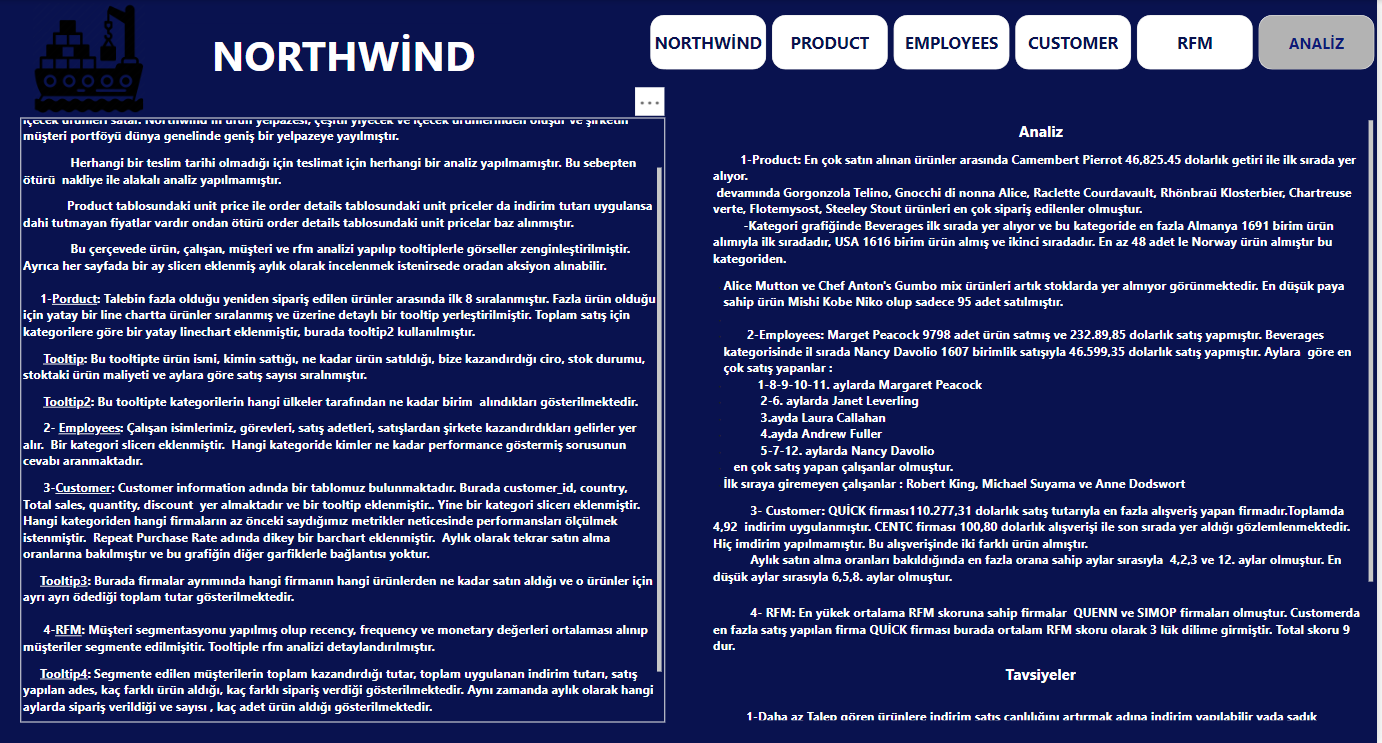 NORTHWİND
NORTHWİND
PRODUCT
EMPLOYEES
CUSTOMER
RFM
ANALİZ
...
içecek ürünleri satar. Northwind'in ürün yelpazesi, çeşitli yiyecek ve içecek ürünlerinden oluşur ve şirketin
müşteri portföyü dünya genelinde geniş bir yelpazeye yayılmıştır.
Herhangi bir teslim tarihi olmadığı için teslimat için herhangi bir analiz yapılmamıştır. Bu sebepten
ötürü nakliye ile alakalı analiz yapılmamıştır.
Product tablosundaki unit price ile order details tablosundaki unit priceler da indirim tutarı uygulansa
dahi tutmayan fiyatlar vardır ondan ötürü order details tablosundaki unit pricelar baz alınmıştır.
Bu çerçevede ürün, çalışan, müşteri ve rfm analizi yapılıp tooltiplerle görseller zenginleştirilmiştir.
Ayrıca her sayfada bir ay slicerı eklenmiş aylık olarak incelenmek istenirsede oradan aksiyon alınabilir.
1-Porduct: Talebin fazla olduğu yeniden sipariş edilen ürünler arasında ilk 8 sıralanmıştır. Fazla ürün olduğu
için yatay bir line chartta ürünler sıralanmış ve üzerine detaylı bir tooltip yerleştirilmiştir. Toplam satış için
kategorilere göre bir yatay linechart eklenmiştir, burada tooltip2 kullanılmıştır.
Tooltip: Bu tooltipte ürün ismi, kimin sattığı, ne kadar ürün satıldığı, bize kazandırdığı ciro, stok durumu,
stoktaki ürün maliyeti ve aylara göre satış sayısı sıralnmıştır.
Tooltip2: Bu tooltipte kategorilerin hangi ülkeler tarafından ne kadar birim alındıkları gösterilmektedir.
2- Employees: Çalışan isimlerimiz, görevleri, satış adetleri, satışlardan şirkete kazandırdıkları gelirler yer
alır. Bir kategori slicerı eklenmiştir. Hangi kategoride kimler ne kadar performance göstermiş sorusunun
cevabı aranmaktadır.
3-Customer: Customer information adında bir tablomuz bulunmaktadır. Burada customer_id, country,
Total sales, quantity, discount yer almaktadır ve bir tooltip eklenmiştir.. Yine bir kategori slicerı eklenmiştir.
Hangi kategoriden hangi firmaların az önceki saydığımız metrikler neticesinde performansları ölçülmek
istenmiştir. Repeat Purchase Rate adında dikey bir barchart eklenmiştir. Aylık olarak tekrar satın alma
oranlarına bakılmıştır ve bu grafiğin diğer garfiklerle bağlantısı yoktur.
Tooltip3: Burada firmalar ayrımında hangi firmanın hangi ürünlerden ne kadar satın aldığı ve o ürünler için
ayrı ayrı ödediği toplam tutar gösterilmektedir.
4-RFM: Müşteri segmentasyonu yapılmış olup recency, frequency ve monetary değerleri ortalaması alınıp
müşteriler segmente edilmişitir. Tooltiple rfm analizi detaylandırılmıştır.
Tooltip4: Segmente edilen müşterilerin toplam kazandırdığı tutar, toplam uygulanan indirim tutarı, satış
yapılan ades, kaç farklı ürün aldığı, kaç farklı sipariş verdiği gösterilmektedir. Aynı zamanda aylık olarak hangi
aylarda sipariş verildiği ve sayısı , kaç adet ürün aldığı gösterilmektedir.
Analiz
1-Product: En çok satın alınan ürünler arasında Camembert Pierrot 46,825.45 dolarlık getiri ile ilk sırada yer
alıyor.
devamında Gorgonzola Telino, Gnocchi di nonna Alice, Raclette Courdavault, Rhönbraü Klosterbier, Chartreuse
verte, Flotemysost, Steeley Stout ürünleri en çok sipariş edilenler olmuştur.
-Kategori grafiğinde Beverages ilk sırada yer alıyor ve bu kategoride en fazla Almanya 1691 birim ürün
alımıyla ilk sıradadır, USA 1616 birim ürün almış ve ikinci sıradadır. En az 48 adet le Norway ürün almıştır bu
kategoriden.
Alice Mutton ve Chef Anton's Gumbo mix ürünleri artık stoklarda yer almıyor görünmektedir. En düşük paya
sahip ürün Mishi Kobe Niko olup sadece 95 adet satılmıştır.
2-Employees: Marget Peacock 9798 adet ürün satmış ve 232.89,85 dolarlık satış yapmıştır. Beverages
kategorisinde il sırada Nancy Davolio 1607 birimlik satışıyla 46.599,35 dolarlık satış yapmıştır. Aylara göre en
çok satış yapanlar :
1-8-9-10-11. aylarda Margaret Peacock
2-6. aylarda Janet Leverling
3.ayda Laura Callahan
4.ayda Andrew Fuller
5-7-12. aylarda Nancy Davolio
en çok satış yapan çalışanlar olmuştur.
İlk sıraya giremeyen çalışanlar : Robert King, Michael Suyama ve Anne Dodswort
3- Customer: QUİCK firması110.277,31 dolarlık satış tutarıyla en fazla alışveriş yapan firmadır.Toplamda
4,92 indirim uygulanmıştır. CENTC firması 100,80 dolarlık alışverişi ile son sırada yer aldığı gözlemlenmektedir.
Hiç imdirim yapılmamıştır. Bu alışverişinde iki farklı ürün almıştır.
Aylık satın alma oranları bakıldığında en fazla orana sahip aylar sırasıyla 4,2,3 ve 12. aylar olmuştur. En
düşük aylar sırasıyla 6,5,8. aylar olmuştur.
4- RFM: En yükek ortalama RFM skoruna sahip firmalar QUENN ve SIMOP firmaları olmuştur. Customerda
en fazla satış yapılan firma QUİCK firması burada ortalam RFM skoru olarak 3 lük dilime girmiştir. Total skoru 9
dur.
Tavsiyeler
1-Daha az Talep gören ürünlere indirim satış canlılığını artırmak adına indirim yapılabilir yada sadık